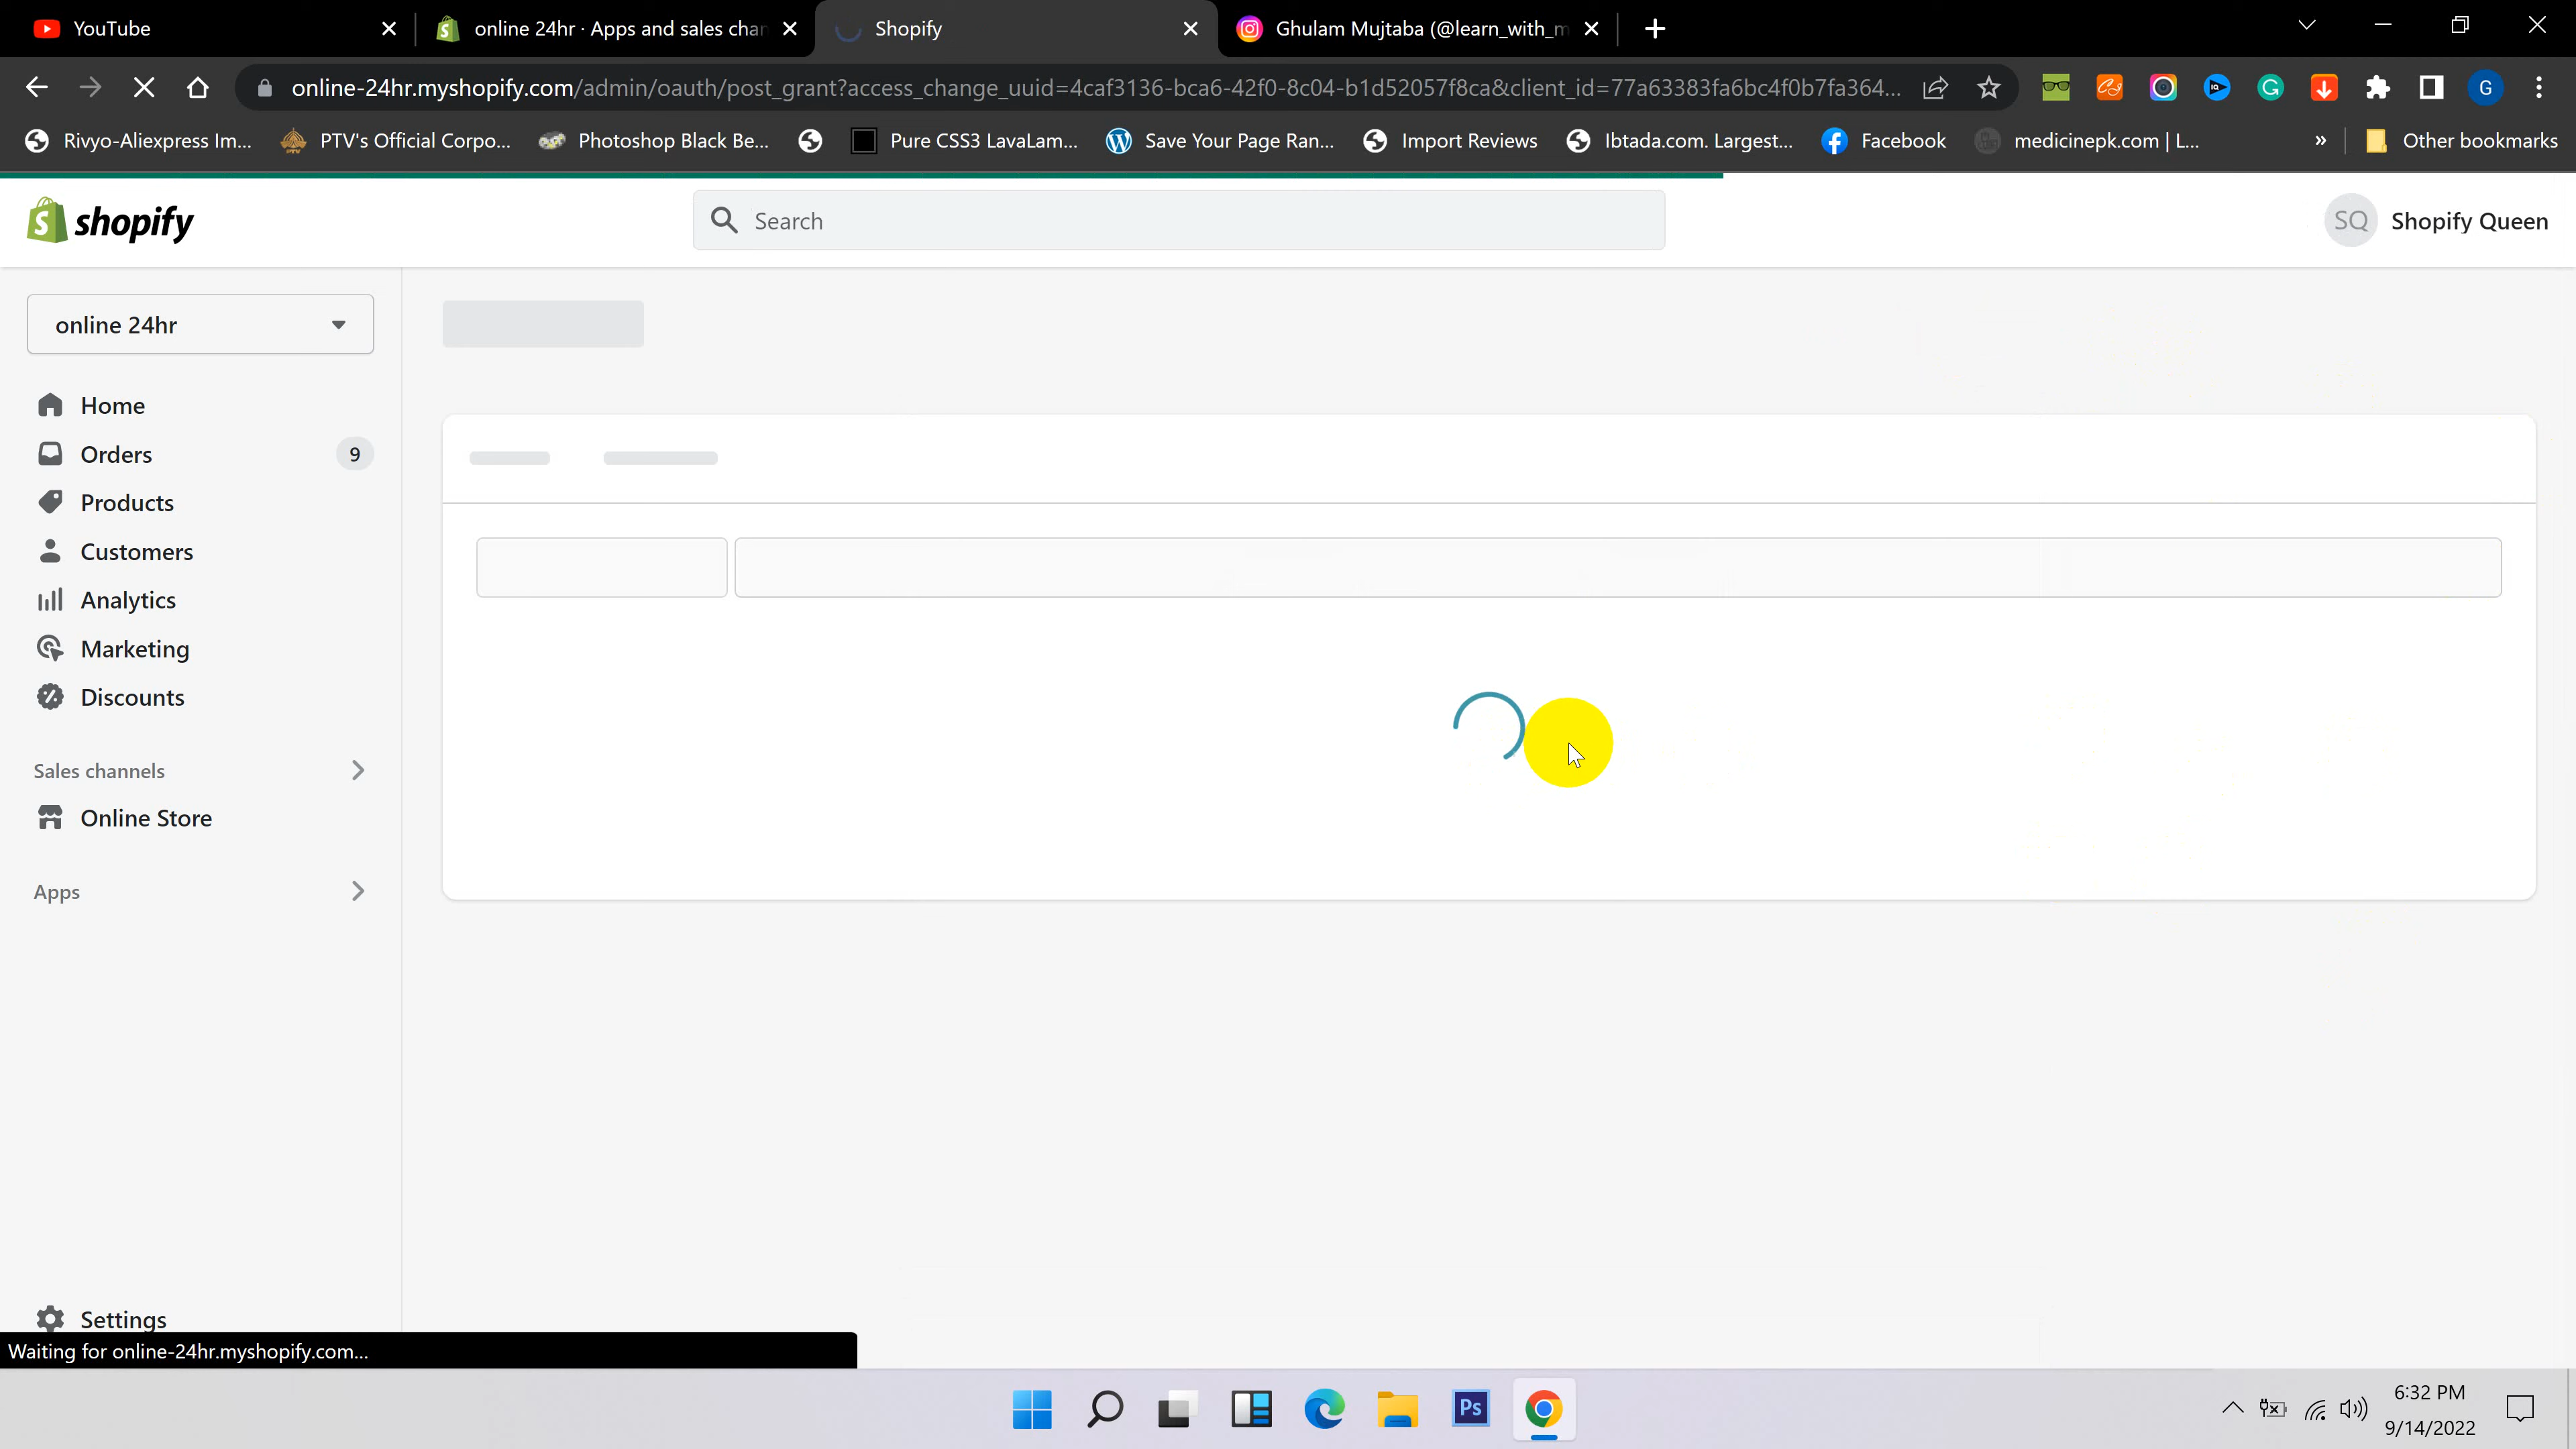 YouTube
online 24hr · Apps and sales chan
Shopify
Ghulam Mujtaba (@learn_with_m
online-24hr.myshopify.com/admin/oauth/post_grant?access_change_uuid=4caf3136-bca6-42f0-8c04-b1d52057f8ca&client_id=77a63383fa6bc4f0b7fa364...
G
Rivyo-Aliexpress Im...
PTV's Official Corpo...
Photoshop Black Be...
Pure CSS3 LavaLam...
Save Your Page Ran...
Import Reviews
Ibtada.com. Largest...
Facebook
medicinepk.com | L...
»
Other bookmarks
shopify
Search
SQ
Shopify Queen
online 24hr
Home
Orders
9
Products
Customers
Analytics
Marketing
Discounts
Sales channels
Online Store
Apps
Settings
Waiting for online-24hr.myshopify.com...
Ps
6:32 PM
9/14/2022